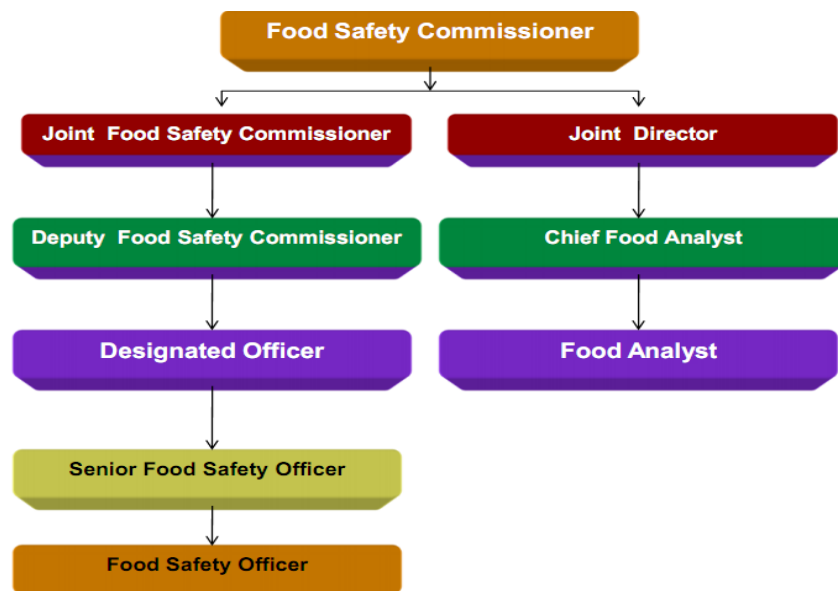 Food Safety Commissioner
Joint Food Safety Commissioner
Joint Director
Deputy Food Safety Commissioner
Chief Food Analyst
Designated Officer
Food Analyst
Senior Food Safety Officer
Food Safety Officer